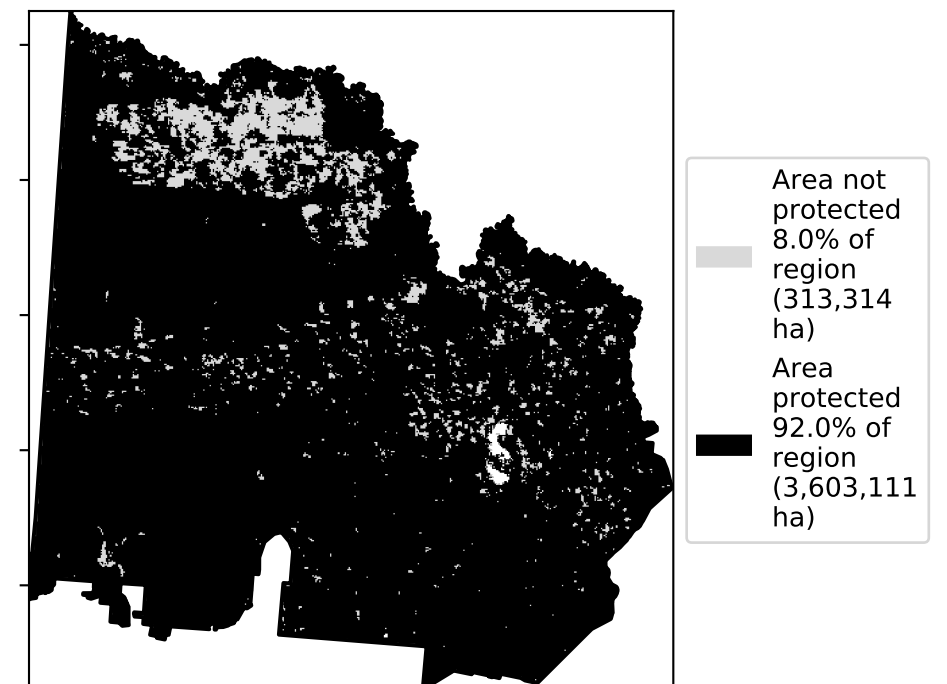 Area not
protected
8.0% of
region
(313,314
ha)
Area
protected
92.0% of
region
(3,603,111
ha)